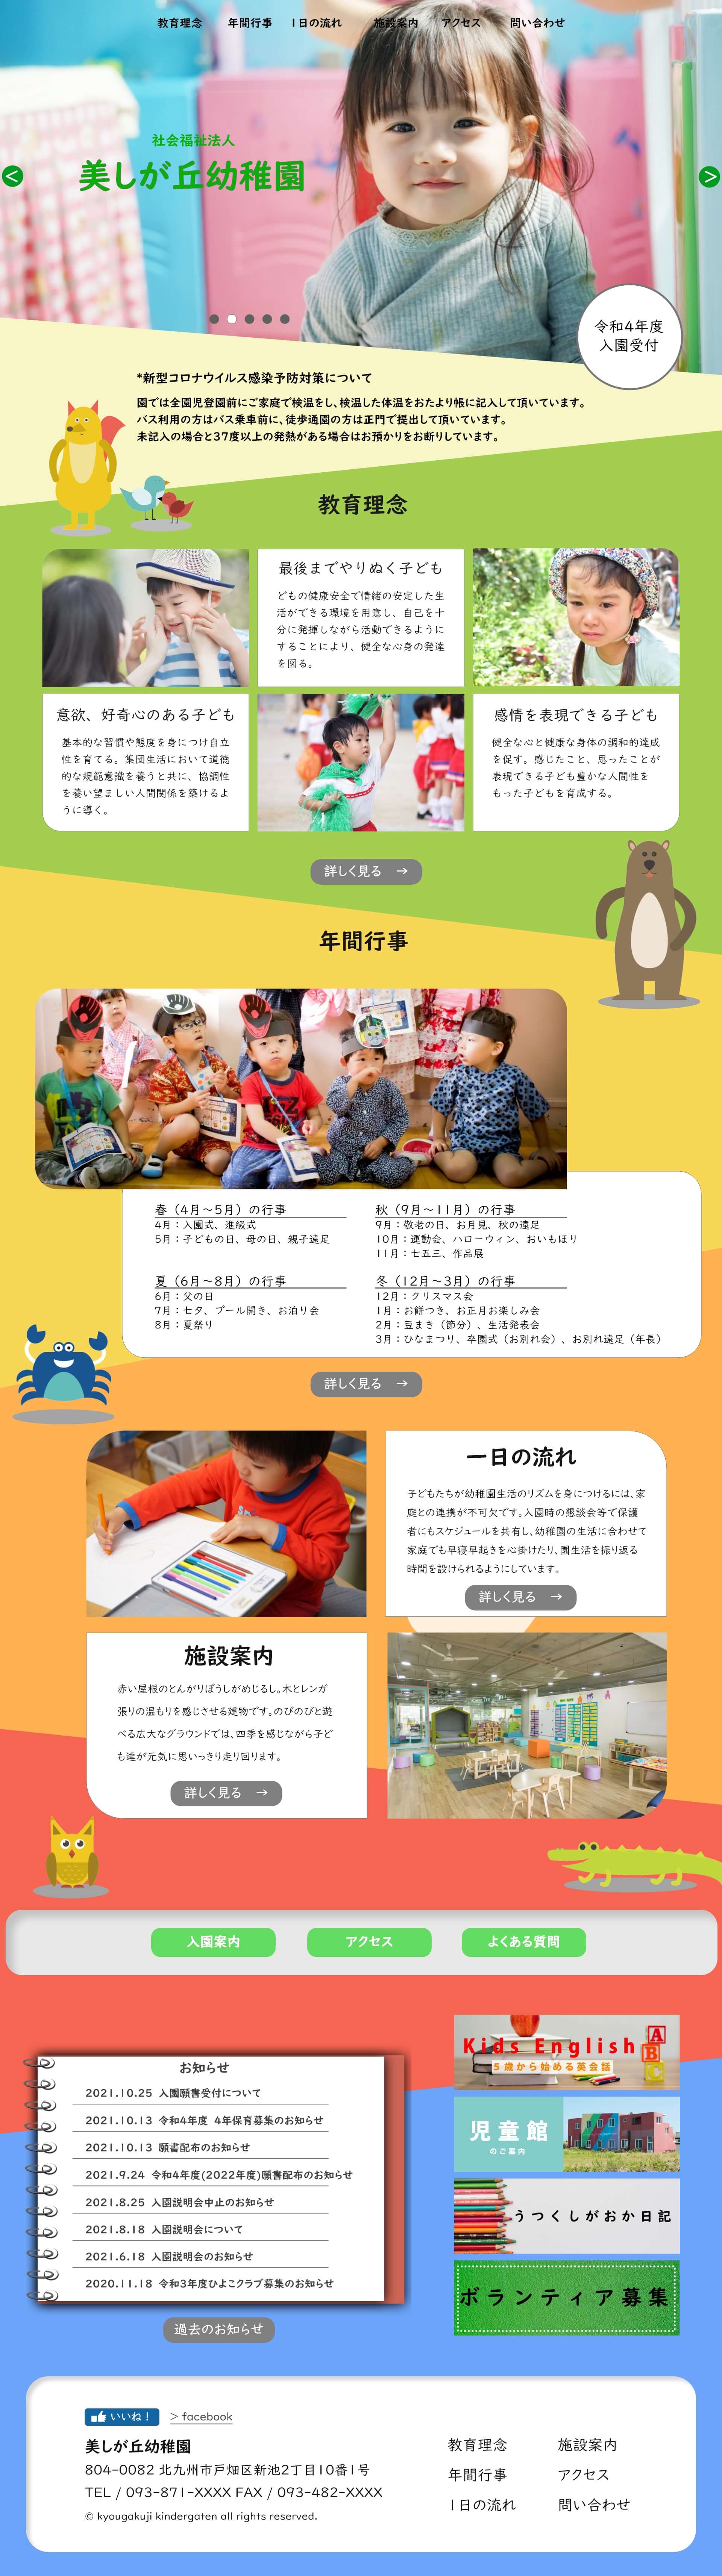 教育理念 年間行事 1日の流れ 施設案内 アクセス 問い合わせ
社会福祉法人
美しが丘幼稚園
<
>
令和4年度
入園受付
*新型コロナウイルス感染予防対策について
園では全園児登園前にご家庭で検温をし、検温した体温をおたより帳に記入して頂いています。
バス利用の方はバス乗車前に、徒歩通園の方は正門で提出して頂いています。
未記入の場合と37度以上の発熱がある場合はお預かりをお断りしています。
教育理念
最後までやりぬく子ども
どもの健康安全で情緒の安定した生
活ができる環境を用意し、自己を十
分に発揮しながら活動できるように
することにより、健全な心身の発達
を図る。
意欲、好奇心のある子ども
基本的な習慣や態度を身につけ自立
性を育てる。集団生活において道徳
的な規範意識を養うと共に、協調性
を養い望ましい人間関係を築けるよ
うに導く。
感情を表現できる子ども
健全な心と健康な身体の調和的達成
を促す。感じたこと、思ったことが
表現できる子ども豊かな人間性を
もった子どもを育成する。
詳しく見る →
年間行事
春（4月～5月）の行事
4月：入園式、進級式
5月：子どもの日、母の日、親子遠足
夏（6月～8月）の行事
6月：父の日
7月：七夕、プール開き、お泊り会
8月：夏祭り
秋（9月～11月）の行事
9月：敬老の日、お月見、秋の遠足
10月：運動会、ハローウィン、おいもほり
11月：七五三、作品展
冬（12月～3月）の行事
12月：クリスマス会
1月：お餅つき、お正月お楽しみ会
2月：豆まき（節分）、生活発表会
3月：ひなまつり、卒園式（お別れ会）、お別れ遠足（年長）
詳しく見る →
一日の流れ
子どもたちが幼稚園生活のリズムを身につけるには、家
庭との連携が不可欠です。入園時の懇談会等で保護
者にもスケジュールを共有し、幼稚園の生活に合わせて
家庭でも早寝早起きを心掛けたり、園生活を振り返る
時間を設けられるようにしています。
詳しく見る →
施設案内
赤い屋根のとんがりぼうしがめじるし。木とレンガ
張りの温もりを感じさせる建物です。のびのびと遊
べる広大なグラウンドでは、四季を感じながら子ど
も達が元気に思いっきり走り回ります。
詳しく見る →
入園案内 アクセス よくある質問
お知らせ
2021.10.25 入園願書受付について
2021.10.13 令和4年度 4年保育募集のお知らせ
2021.10.13 願書配布のお知らせ
2021.9.24 令和4年度(2022年度)願書配布のお知らせ
2021.8.25 入園説明会中止のお知らせ
2021.8.18 入園説明会について
2021.6.18 入園説明会のお知らせ
2020.11.18 令和3年度ひよこクラブ募集のお知らせ
過去のお知らせ
Kids English
5歳から始める英会話
A
B
C
児童館
のご案内
うつくしがおか日記
ボランティア募集
いいね！ > facebook
美しが丘幼稚園
804-0082 北九州市戸畑区新池2丁目10番1号
TEL / 093-871-XXXX FAX / 093-482-XXXX
© kyougakuji kindergaten all rights reserved.
教育理念 施設案内
年間行事 アクセス
1日の流れ 問い合わせ